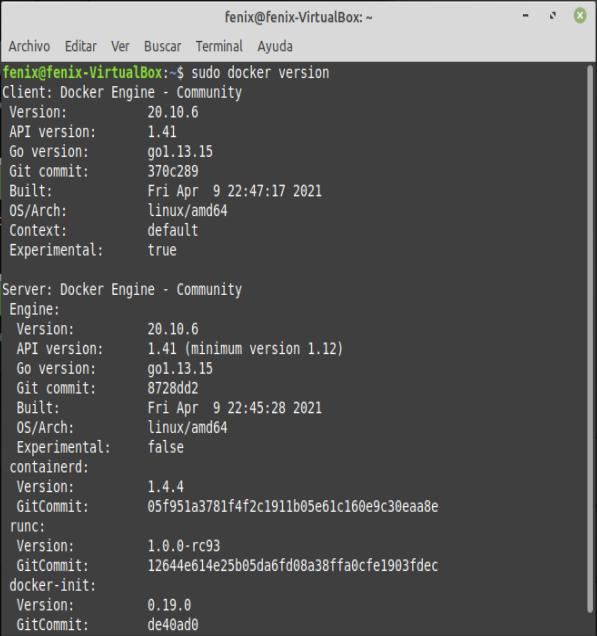 fenix@fenix-VirtualBox: ~
Archivo Editar Ver Buscar Terminal Ayuda
fenix@fenix-VirtualBox:~$ sudo docker version
Client: Docker Engine - Community
Version: 20.10.6
API version: 1.41
Go version: go1.13.15
Git commit: 370c289
Built: Fri Apr  9 22:47:17 2021
OS/Arch: linux/amd64
Context: default
Experimental: true
Server: Docker Engine - Community
Engine:
Version: 20.10.6
API version: 1.41 (minimum version 1.12)
Go version: go1.13.15
Git commit: 8728dd2
Built: Fri Apr  9 22:45:28 2021
OS/Arch: linux/amd64
Experimental: false
containerd:
Version: 1.4.4
GitCommit: 05f951a3781f4f2c1911b05e61c160e9c30eaa8e
runc:
Version: 1.0.0-rc93
GitCommit: 12644e614e25b05da6fd08a38ffa0cfe1903fdec
docker-init:
Version: 0.19.0
GitCommit: de40ad0